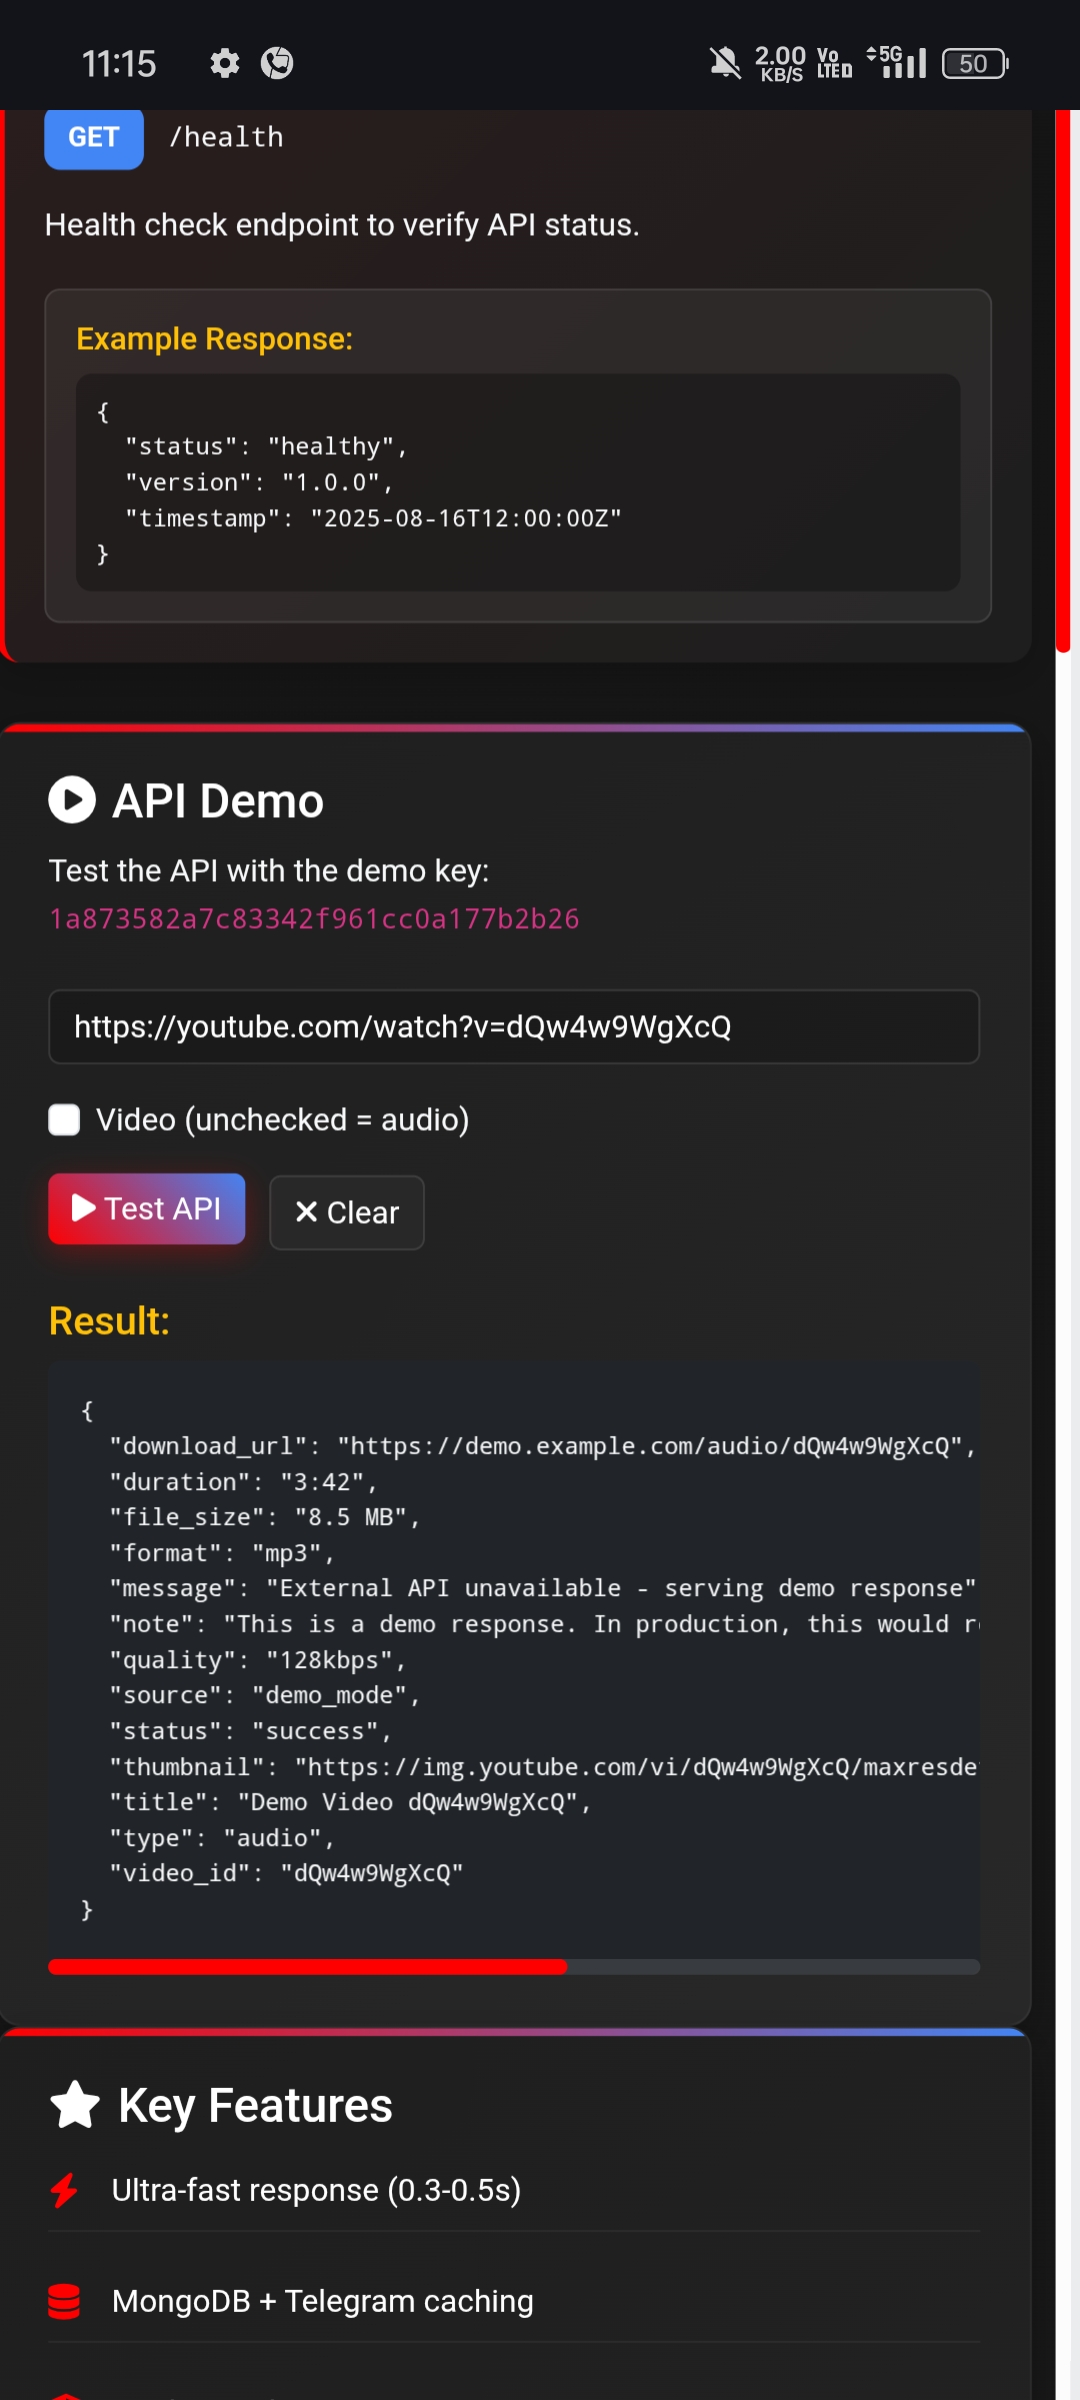 11:15
2.00 KB/S Vo LTE D 5G 50
GET /health
Health check endpoint to verify API status.
Example Response:
{
  "status": "healthy",
  "version": "1.0.0",
  "timestamp": "2025-08-16T12:00:00Z"
}
API Demo
Test the API with the demo key:
1a873582a7c83342f961cc0a177b2b26
https://youtube.com/watch?v=dQw4w9WgXcQ
Video (unchecked = audio)
Test API
Clear
Result:
{
  "download_url": "https://demo.example.com/audio/dQw4w9WgXcQ",
  "duration": "3:42",
  "file_size": "8.5 MB",
  "format": "mp3",
  "message": "External API unavailable - serving demo response"
  "note": "This is a demo response. In production, this would
  "quality": "128kbps",
  "source": "demo_mode",
  "status": "success",
  "thumbnail": "https://img.youtube.com/vi/dQw4w9WgXcQ/maxresde
  "title": "Demo Video dQw4w9WgXcQ",
  "type": "audio",
  "video_id": "dQw4w9WgXcQ"
}
Key Features
Ultra-fast response (0.3-0.5s)
MongoDB + Telegram caching